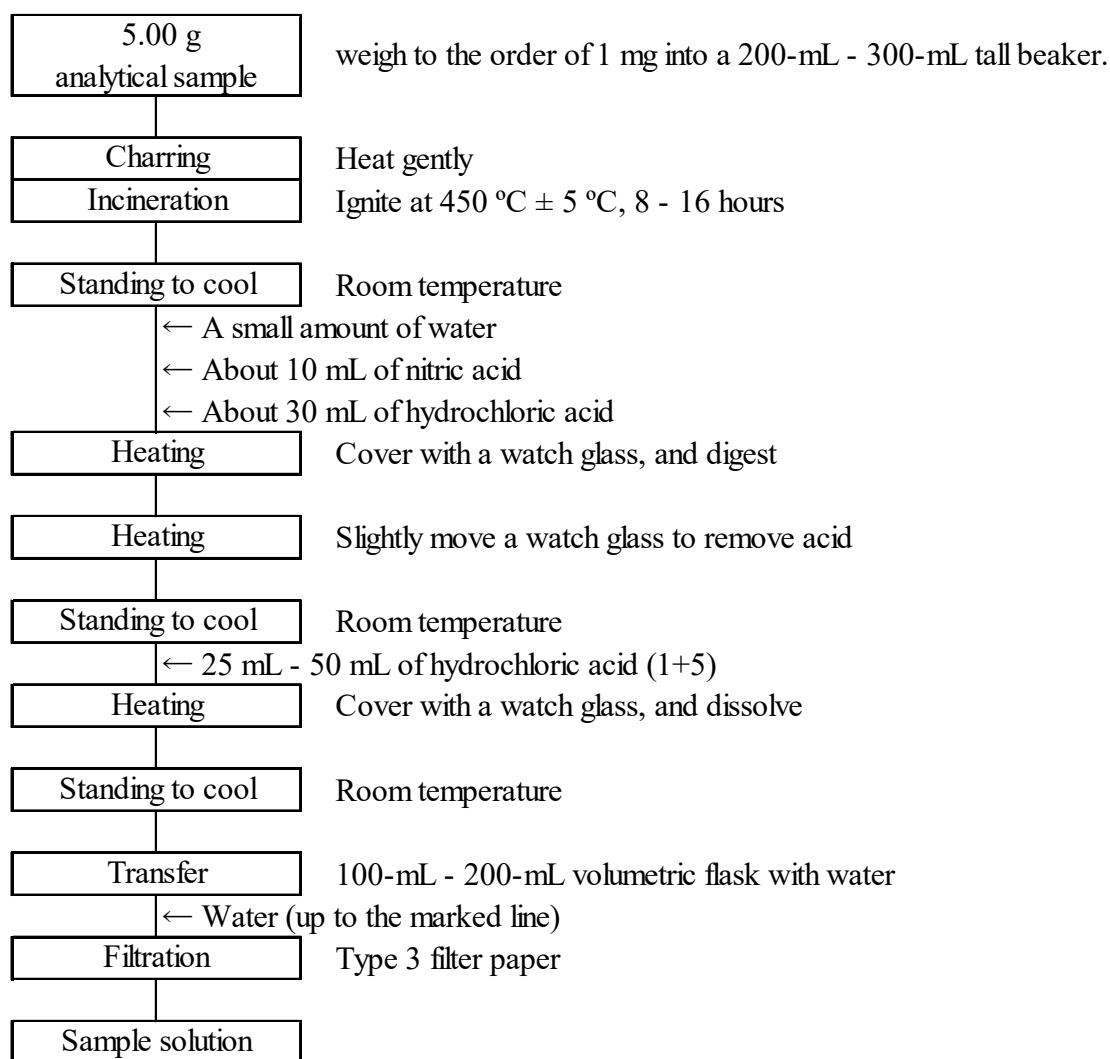 5.00 g
analytical sample
weigh to the order of 1 mg into a 200-mL - 300-mL tall beaker.
Charring
Heat gently
Incineration
Ignite at 450 ºC ± 5 ºC, 8 - 16 hours
Standing to cool
Room temperature
← A small amount of water
← About 10 mL of nitric acid
← About 30 mL of hydrochloric acid
Heating
Cover with a watch glass, and digest
Heating
Slightly move a watch glass to remove acid
Standing to cool
Room temperature
← 25 mL - 50 mL of hydrochloric acid (1+5)
Heating
Cover with a watch glass, and dissolve
Standing to cool
Room temperature
Transfer
100-mL - 200-mL volumetric flask with water
← Water (up to the marked line)
Filtration
Type 3 filter paper
Sample solution